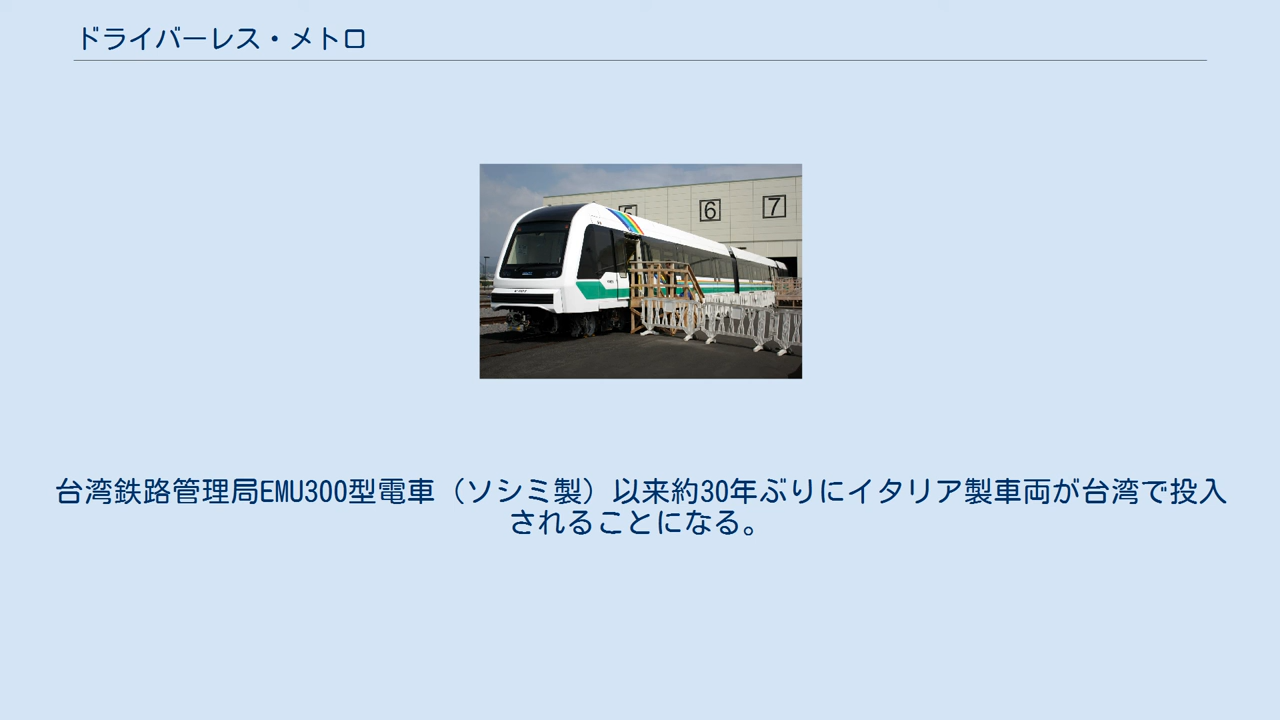 ドライバーレス・メトロ
5
6
7
台湾鉄路管理局EMU300型電車（ソシミ製）以来約30年ぶりにイタリア製車両が台湾で投入
されることになる。